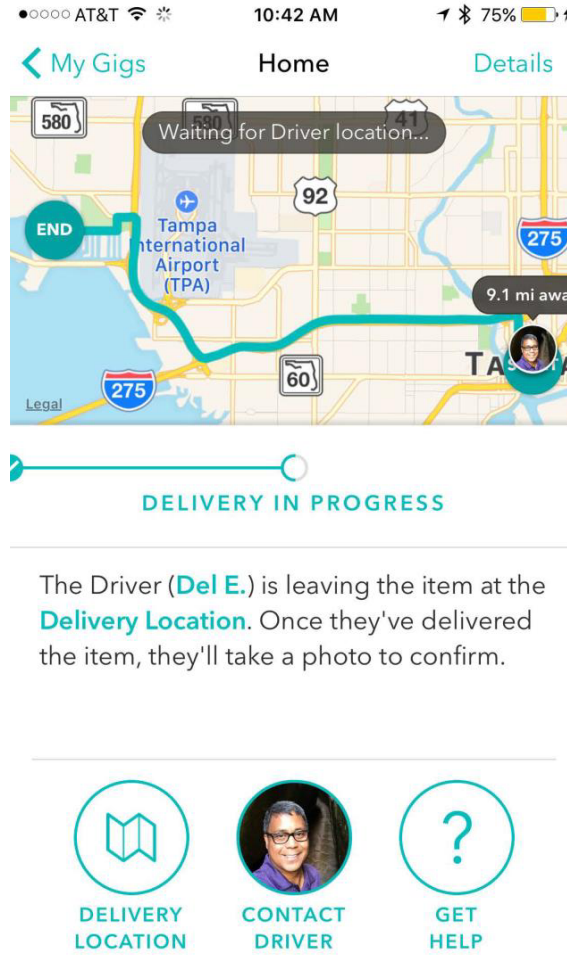 AT&T
10:42 AM
75%
My Gigs
Home
Details
580
580
41
Waiting for Driver location...
92
END
Tampa
nternational
Airport
(TPA)
275
9.1 mi awa
60
275
Legal
DELIVERY IN PROGRESS
The Driver (Del E.) is leaving the item at the
Delivery Location. Once they've delivered
the item, they'll take a photo to confirm.
?
DELIVERY
LOCATION
CONTACT
DRIVER
GET
HELP